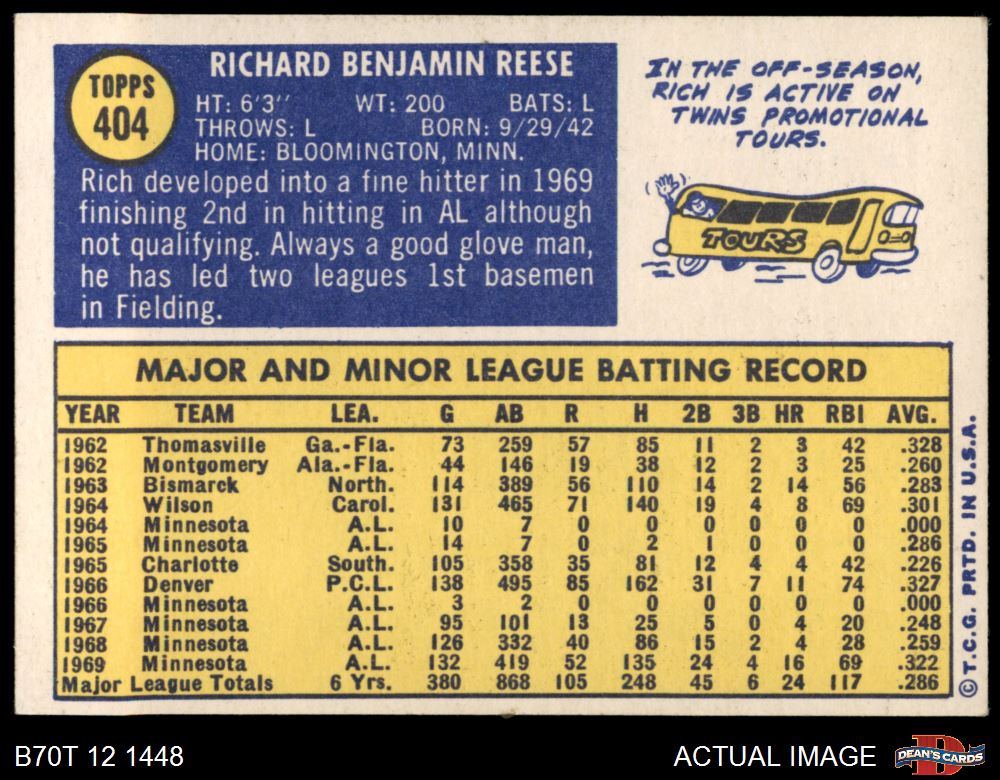 TOPPS
404
RICHARD BENJAMIN REESE
HT: 6'3'' WT: 200 BATS: L
THROWS: L BORN: 9/29/42
HOME: BLOOMINGTON, MINN.
Rich developed into a fine hitter in 1969
finishing 2nd in hitting in AL although
not qualifying. Always a good glove man,
he has led two leagues 1st basemen
in Fielding.
IN THE OFF-SEASON,
RICH IS ACTIVE ON
TWINS PROMOTIONAL
TOURS.
TOURS
MAJOR AND MINOR LEAGUE BATTING RECORD
YEAR TEAM LEA. G AB R H 2B 3B HR RBI AVG.
1962 Thomasville Ga.-Fla. 73 259 57 85 11 2 3 42 .328
1962 Montgomery Ala.-Fla. 44 146 19 38 12 2 3 25 .260
1963 Bismarck North. 114 389 56 110 14 2 14 56 .283
1964 Wilson Carol. 131 465 71 140 19 4 8 69 .301
1964 Minnesota A.L. 10 7 0 0 0 0 0 0 .000
1965 Minnesota A.L. 14 7 0 2 1 0 0 0 .286
1965 Charlotte South. 105 358 35 81 12 4 4 42 .226
1966 Denver P.C.L. 138 495 85 162 31 7 11 74 .327
1966 Minnesota A.L. 3 2 0 0 0 0 0 0 .000
1967 Minnesota A.L. 95 101 13 25 5 0 4 20 .248
1968 Minnesota A.L. 126 332 40 86 15 2 4 28 .259
1969 Minnesota A.L. 132 419 52 135 24 4 16 69 .322
Major League Totals 6 Yrs. 380 868 105 248 45 6 24 117 .286
© T.C.G. PRTD. IN U.S.A.
B70T 12 1448
ACTUAL IMAGE
D
DEAN'S CARDS